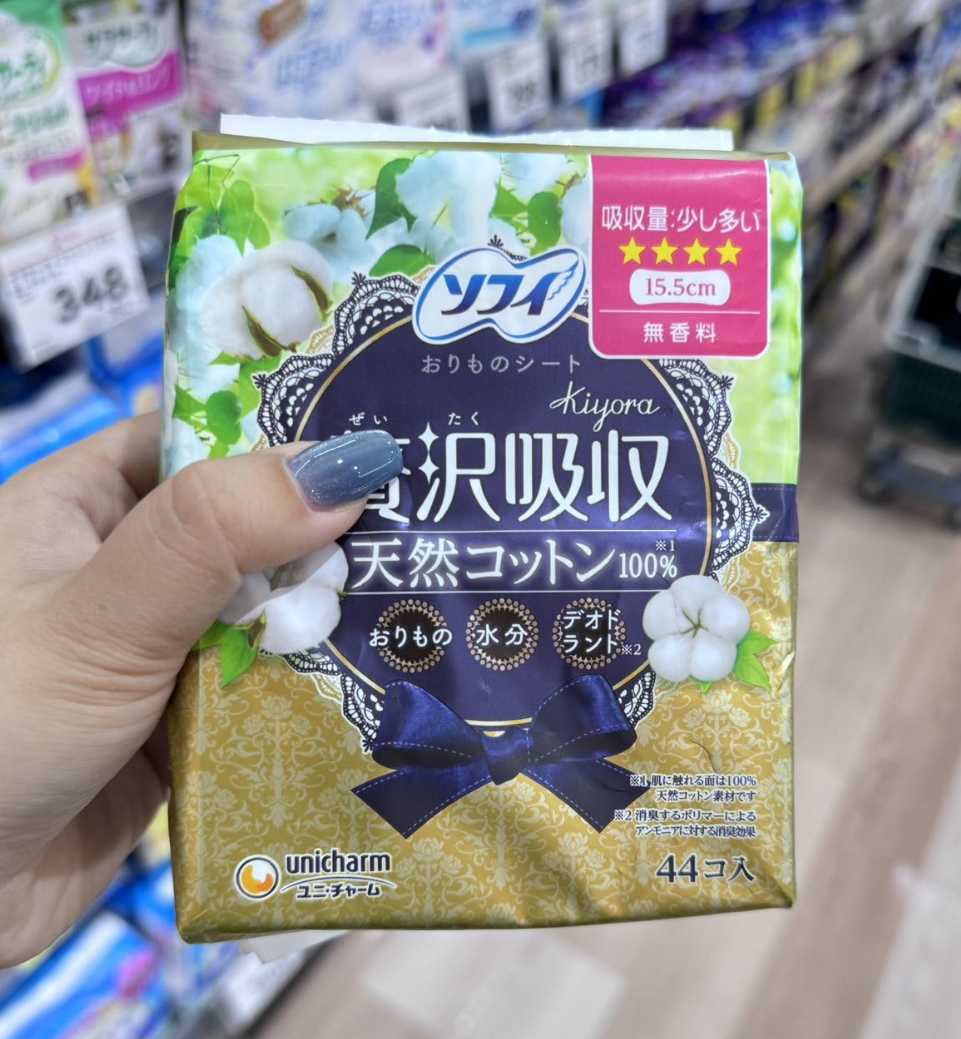 吸収量:少し多い
15.5cm
無香料
ソフィ
おりものシート
Kiyora
ぜい たく
贅沢吸収
天然コットン100%※1
おりもの 水分 デオドラント※2
※1 肌に触れる面は100%
天然コットン素材です
※2 消臭するポリマーによる
アンモニアに対する消臭効果
unicharm
ユニ・チャーム
44コ入
348